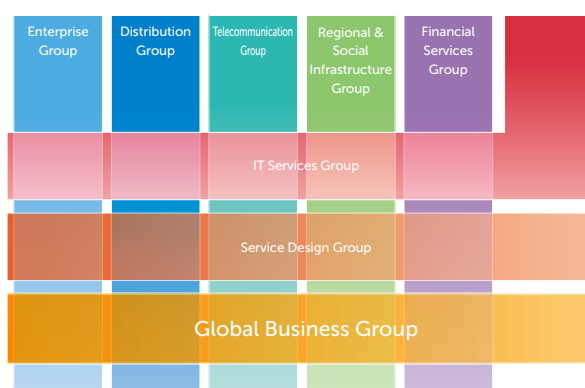 Enterprise
Group
Distribution
Group
Telecommunication
Group
Regional &
Social
Infrastructure
Group
Financial
Services
Group
IT Services Group
Service Design Group
Global Business Group